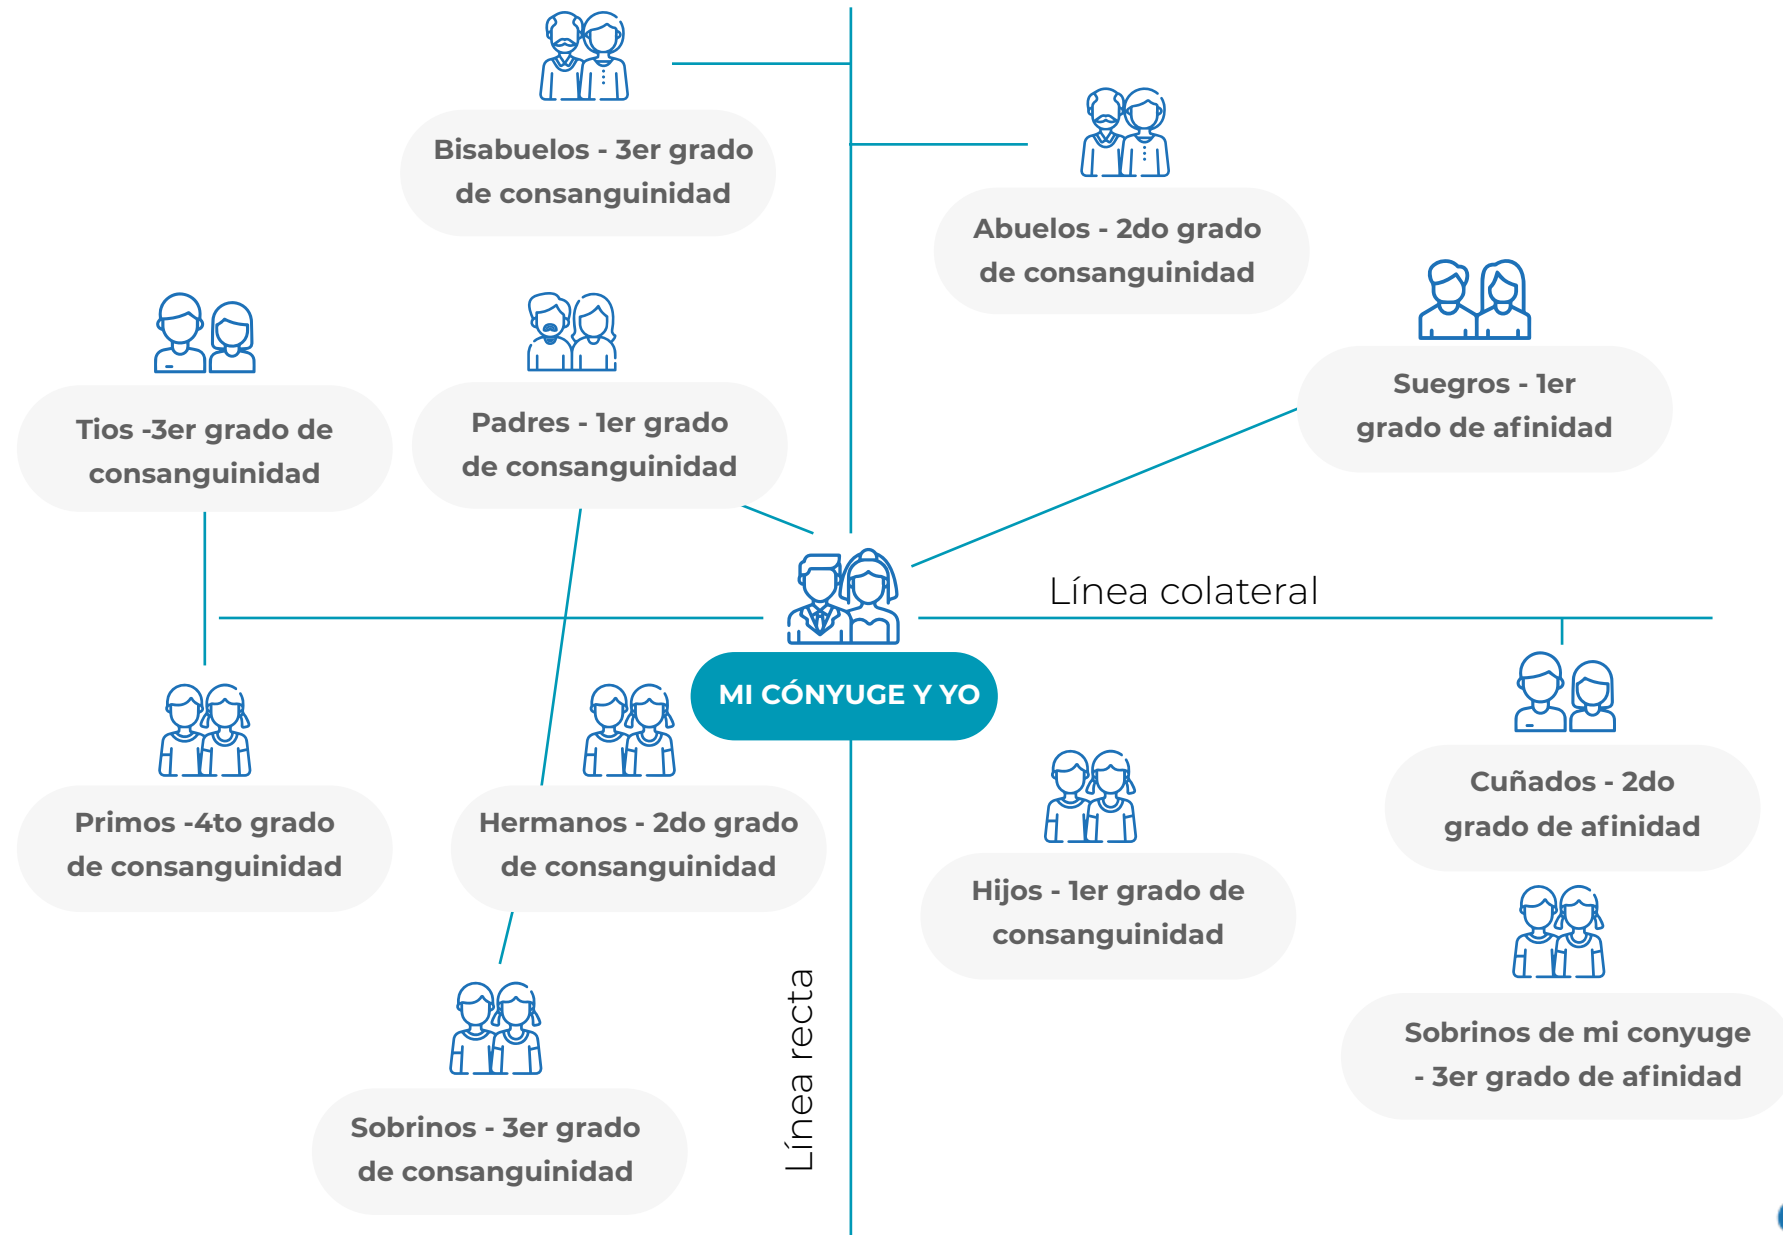 Bisabuelos - 3er grado
de consanguinidad
Abuelos - 2do grado
de consanguinidad
Suegros - 1er
grado de afinidad
Tios -3er grado de
consanguinidad
Padres - 1er grado
de consanguinidad
Línea colateral
MI CÓNYUGE Y YO
Primos -4to grado
de consanguinidad
Hermanos - 2do grado
de consanguinidad
Cuñados - 2do
grado de afinidad
Hijos - 1er grado de
consanguinidad
Línea recta
Sobrinos de mi conyuge
- 3er grado de afinidad
Sobrinos - 3er grado
de consanguinidad